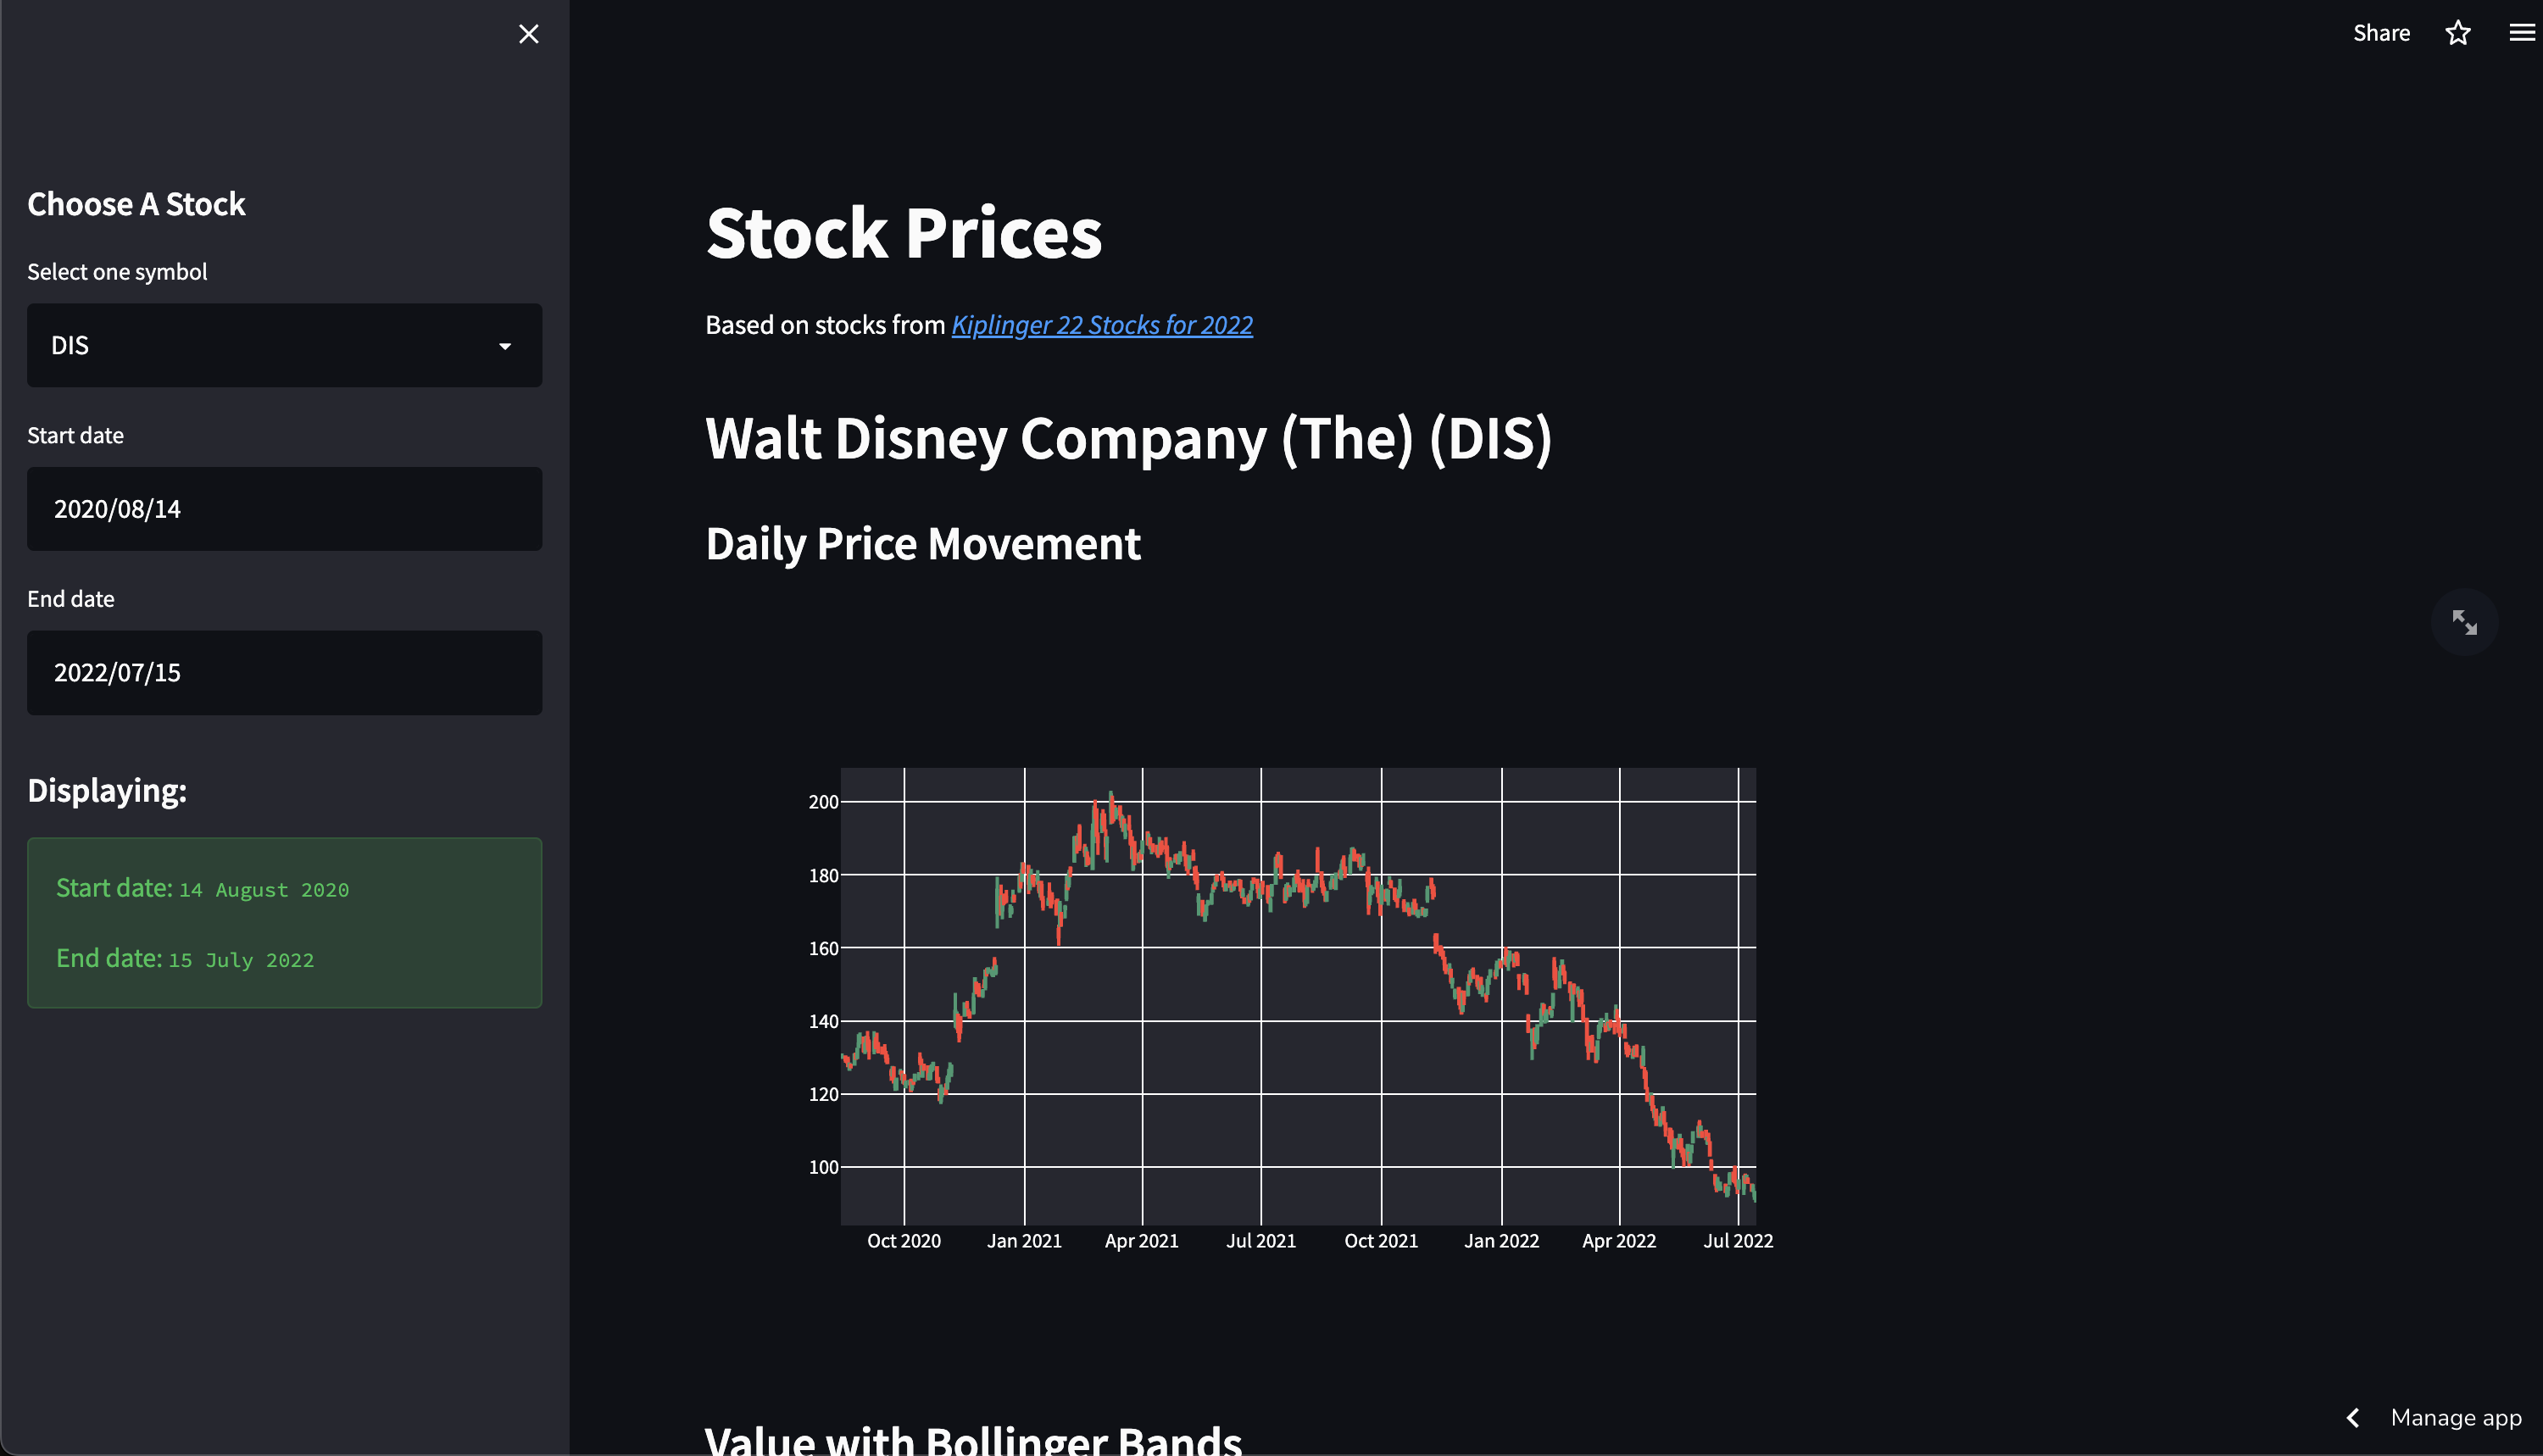 Share
Choose A Stock
Select one symbol
DIS
Start date
2020/08/14
End date
2022/07/15
Displaying:
Start date: 14 August 2020
End date: 15 July 2022
Stock Prices
Based on stocks from Kiplinger 22 Stocks for 2022
Walt Disney Company (The) (DIS)
Daily Price Movement
200
180
160
140
120
100
Oct 2020 Jan 2021 Apr 2021 Jul 2021 Oct 2021 Jan 2022 Apr 2022 Jul 2022
Value with Bollinger Bands
Manage app